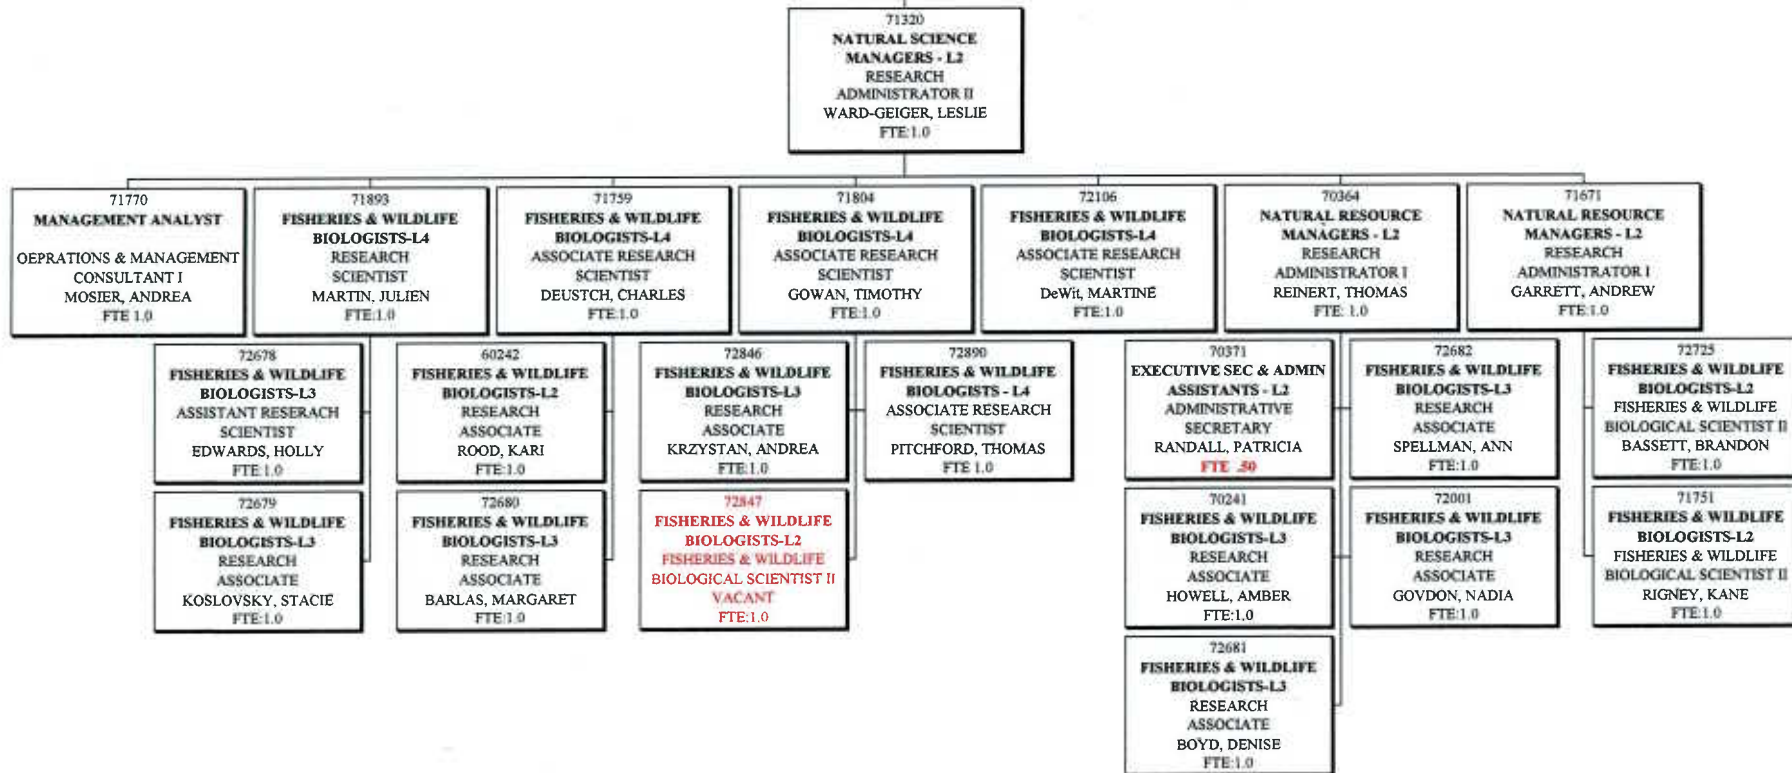 71320
NATURAL SCIENCE
MANAGERS - L2
RESEARCH
ADMINISTRATOR II
WARD-GEIGER, LESLIE
FTE:1.0
71770
MANAGEMENT ANALYST
OEPRATIONS & MANAGEMENT
CONSULTANT I
MOSIER, ANDREA
FTE 1.0
71893
FISHERIES & WILDLIFE
BIOLOGISTS-L4
RESEARCH
SCIENTIST
MARTIN, JULIEN
FTE:1.0
71759
FISHERIES & WILDLIFE
BIOLOGISTS-L4
ASSOCIATE RESEARCH
SCIENTIST
DEUSTCH, CHARLES
FTE:1.0
71804
FISHERIES & WILDLIFE
BIOLOGISTS-L4
ASSOCIATE RESEARCH
SCIENTIST
GOWAN, TIMOTHY
FTE:1.0
72106
FISHERIES & WILDLIFE
BIOLOGISTS-L4
ASSOCIATE RESEARCH
SCIENTIST
DeWit, MARTINE
FTE:1.0
70364
NATURAL RESOURCE
MANAGERS - L2
RESEARCH
ADMINISTRATOR I
REINERT, THOMAS
FTE: 1.0
71671
NATURAL RESOURCE
MANAGERS - L2
RESEARCH
ADMINISTRATOR I
GARRETT, ANDREW
FTE:1.0
72678
FISHERIES & WILDLIFE
BIOLOGISTS-L3
ASSISTANT RESERACH
SCIENTIST
EDWARDS, HOLLY
FTE:1.0
60242
FISHERIES & WILDLIFE
BIOLOGISTS-L2
RESEARCH
ASSOCIATE
ROOD, KARI
FTE:1.0
72846
FISHERIES & WILDLIFE
BIOLOGISTS-L3
RESEARCH
ASSOCIATE
KRZYSTAN, ANDREA
FTE:1.0
72890
FISHERIES & WILDLIFE
BIOLOGISTS - L4
ASSOCIATE RESEARCH
SCIENTIST
PITCHFORD, THOMAS
FTE 1.0
70371
EXECUTIVE SEC & ADMIN
ASSISTANTS - L2
ADMINISTRATIVE
SECRETARY
RANDALL, PATRICIA
FTE .50
72682
FISHERIES & WILDLIFE
BIOLOGISTS-L3
RESEARCH
ASSOCIATE
SPELLMAN, ANN
FTE:1.0
72725
FISHERIES & WILDLIFE
BIOLOGISTS-L2
FISHERIES & WILDLIFE
BIOLOGICAL SCIENTIST II
BASSETT, BRANDON
FTE:1.0
72679
FISHERIES & WILDLIFE
BIOLOGISTS-L3
RESEARCH
ASSOCIATE
KOSLOVSKY, STACIE
FTE:1.0
72680
FISHERIES & WILDLIFE
BIOLOGISTS-L3
RESEARCH
ASSOCIATE
BARLAS, MARGARET
FTE:1.0
72847
FISHERIES & WILDLIFE
BIOLOGISTS-L2
FISHERIES & WILDLIFE
BIOLOGICAL SCIENTIST II
VACANT
FTE:1.0
70241
FISHERIES & WILDLIFE
BIOLOGISTS-L3
RESEARCH
ASSOCIATE
HOWELL, AMBER
FTE:1.0
72001
FISHERIES & WILDLIFE
BIOLOGISTS-L3
RESEARCH
ASSOCIATE
GOVDON, NADIA
FTE:1.0
71751
FISHERIES & WILDLIFE
BIOLOGISTS-L2
FISHERIES & WILDLIFE
BIOLOGICAL SCIENTIST II
RIGNEY, KANE
FTE:1.0
72681
FISHERIES & WILDLIFE
BIOLOGISTS-L3
RESEARCH
ASSOCIATE
BOYD, DENISE
FTE:1.0